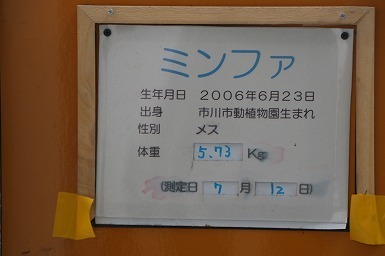 ミンファ
生年月日　２００６年６月２３日
出身　市川市動植物園生まれ
性別　メス
体重　5.73　Kg
(測定日　7　月　12　日)